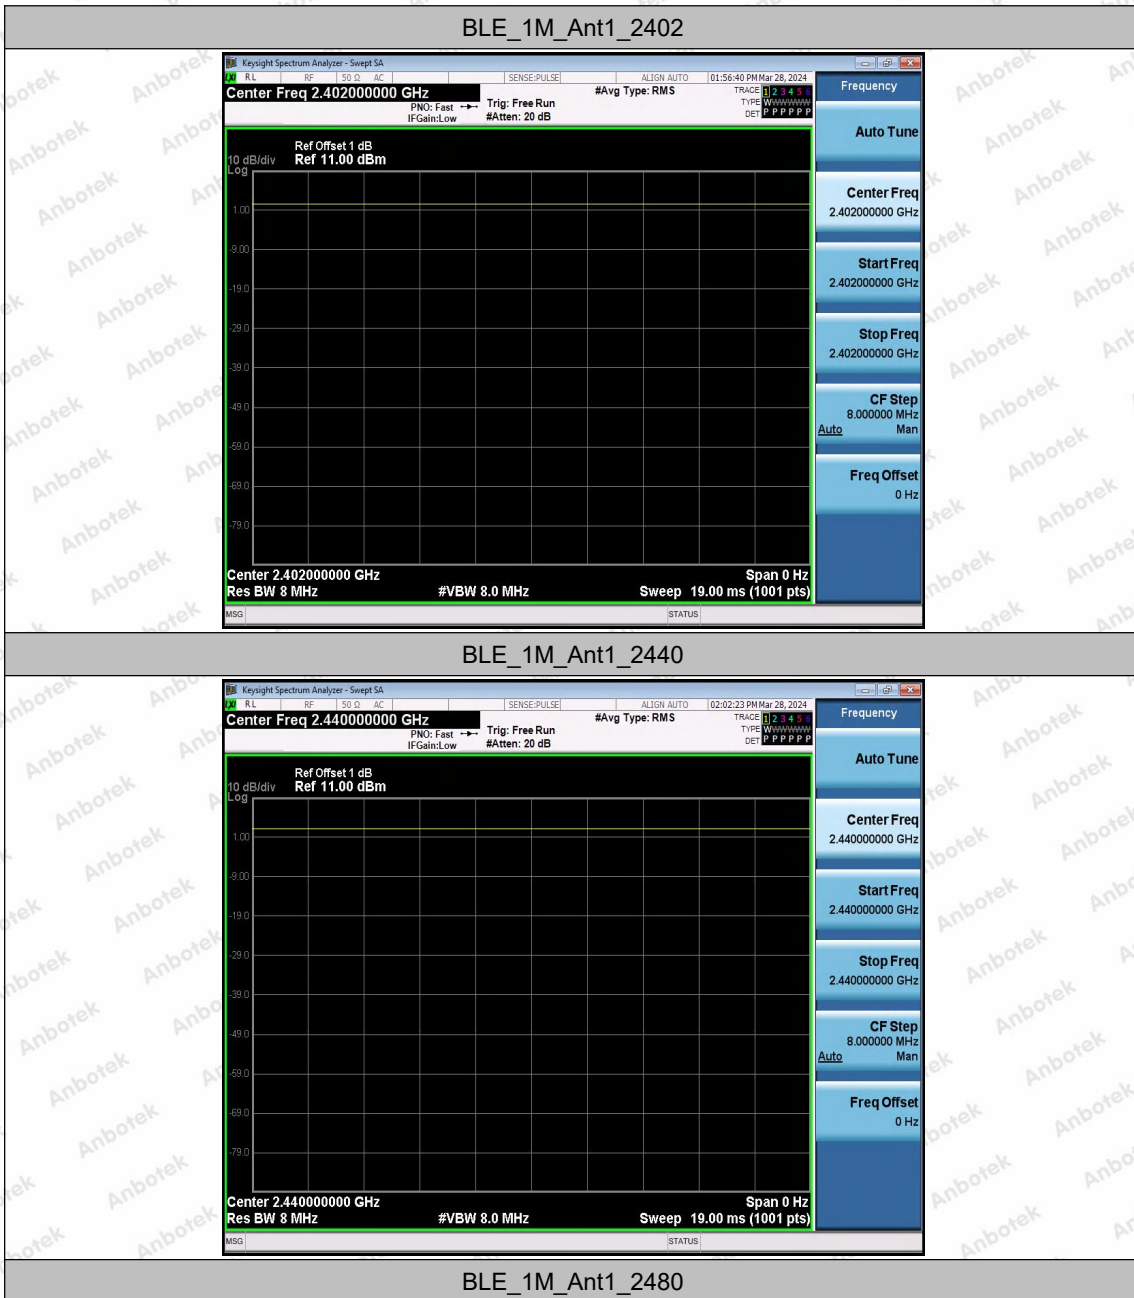 BLE_1M_Ant1_2402
Keysight Spectrum Analyzer - Swept SA
LXI RL RF 50 Ω AC SENSE:PULSE ALIGN AUTO 01:56:40 PM Mar 28, 2024
Center Freq 2.402000000 GHz #Avg Type: RMS TRACE 1 2 3 4 5 6
PNO: Fast Trig: Free Run TYPE WWWWWW
IFGain:Low #Atten: 20 dB DET P P P P P P
Ref Offset 1 dB
10 dB/div Ref 11.00 dBm
Log
1.00
-9.00
-19.0
-29.0
-39.0
-49.0
-59.0
-69.0
-79.0
Center 2.402000000 GHz Span 0 Hz
Res BW 8 MHz #VBW 8.0 MHz Sweep 19.00 ms (1001 pts)
MSG STATUS
Frequency
Auto Tune
Center Freq
2.402000000 GHz
Start Freq
2.402000000 GHz
Stop Freq
2.402000000 GHz
CF Step
8.000000 MHz
Auto Man
Freq Offset
0 Hz
BLE_1M_Ant1_2440
Keysight Spectrum Analyzer - Swept SA
LXI RL RF 50 Ω AC SENSE:PULSE ALIGN AUTO 02:02:23 PM Mar 28, 2024
Center Freq 2.440000000 GHz #Avg Type: RMS TRACE 1 2 3 4 5 6
PNO: Fast Trig: Free Run TYPE WWWWWW
IFGain:Low #Atten: 20 dB DET P P P P P P
Ref Offset 1 dB
10 dB/div Ref 11.00 dBm
Log
1.00
-9.00
-19.0
-29.0
-39.0
-49.0
-59.0
-69.0
-79.0
Center 2.440000000 GHz Span 0 Hz
Res BW 8 MHz #VBW 8.0 MHz Sweep 19.00 ms (1001 pts)
MSG STATUS
Frequency
Auto Tune
Center Freq
2.440000000 GHz
Start Freq
2.440000000 GHz
Stop Freq
2.440000000 GHz
CF Step
8.000000 MHz
Auto Man
Freq Offset
0 Hz
BLE_1M_Ant1_2480